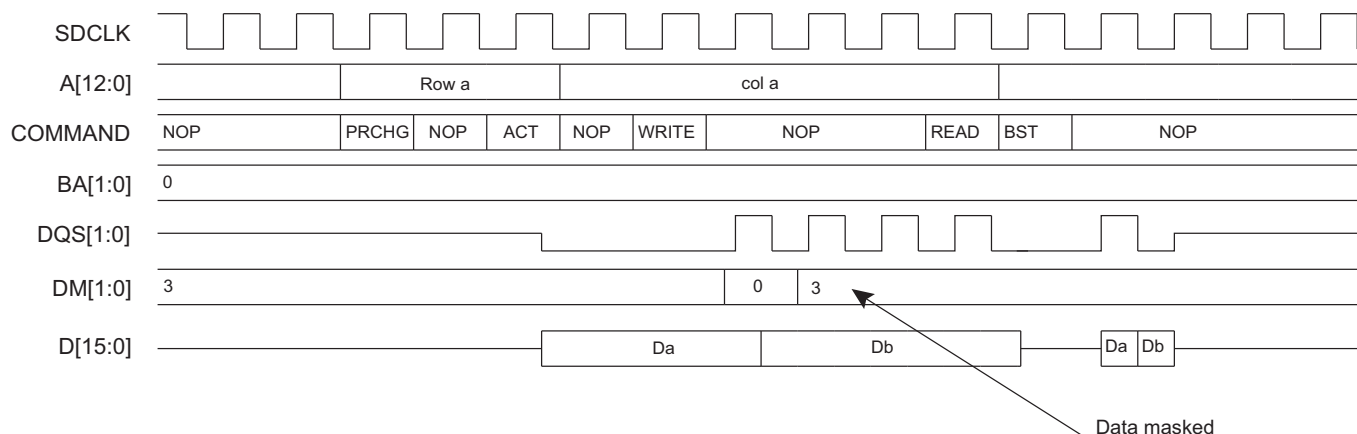 SDCLK
A[12:0] Row a col a
COMMAND NOP PRCHG NOP ACT NOP WRITE NOP READ BST NOP
BA[1:0] 0
DQS[1:0]
DM[1:0] 3 0 3
D[15:0] Da Db Da Db
Data masked